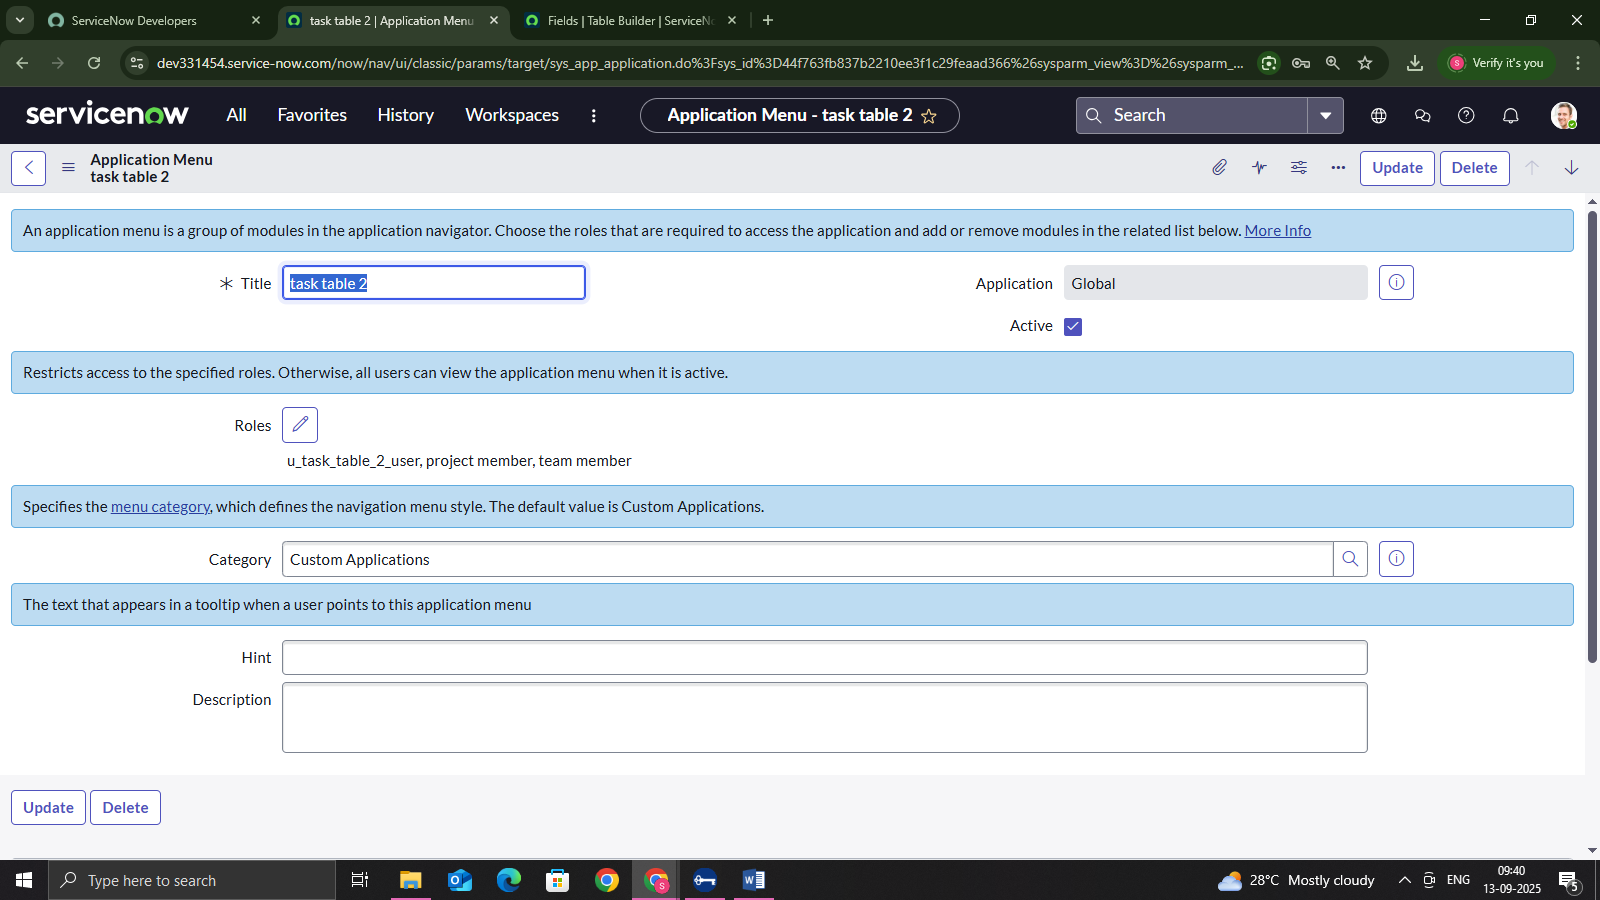 ServiceNow Developers
task table 2 | Application Menu
Fields | Table Builder | ServiceNo
dev331454.service-now.com/now/nav/ui/classic/params/target/sys_app_application.do%3Fsys_id%3D44f763fb837b2210ee3f1c29feaad366%26sysparm_view%3D%26sysparm_...
Verify it's you
servicenow
All
Favorites
History
Workspaces
Application Menu - task table 2
Search
Application Menu
task table 2
Update
Delete
An application menu is a group of modules in the application navigator. Choose the roles that are required to access the application and add or remove modules in the related list below. More Info
Title
task table 2
Application
Global
Active
Restricts access to the specified roles. Otherwise, all users can view the application menu when it is active.
Roles
u_task_table_2_user, project member, team member
Specifies the menu category, which defines the navigation menu style. The default value is Custom Applications.
Category
Custom Applications
The text that appears in a tooltip when a user points to this application menu
Hint
Description
Update
Delete
Type here to search
28°C Mostly cloudy
ENG
09:40
13-09-2025
5